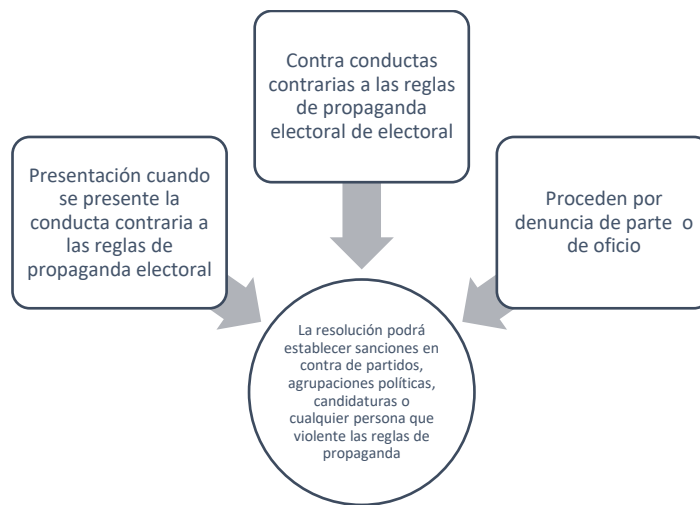 Contra conductas
contrarias a las reglas
de propaganda
electoral de electoral
Presentación cuando
se presente la
conducta contraria a
las reglas de
propaganda electoral
Proceden por
denuncia de parte o
de oficio
La resolución podrá
establecer sanciones en
contra de partidos,
agrupaciones políticas,
candidaturas o
cualquier persona que
violente las reglas de
propaganda